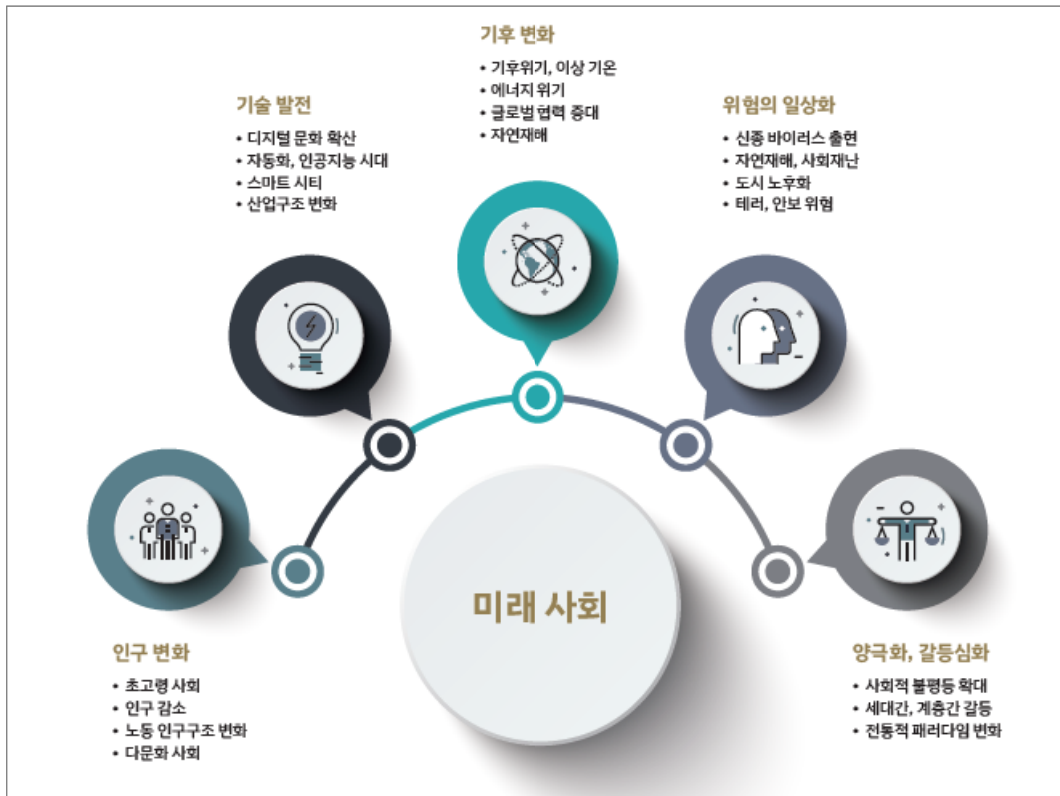 기후 변화
• 기후위기, 이상 기온
• 에너지 위기
• 글로벌 협력 증대
• 자연재해
기술 발전
• 디지털 문화 확산
• 자동화, 인공지능 시대
• 스마트 시티
• 산업구조 변화
위험의 일상화
• 신종 바이러스 출현
• 자연재해, 사회재난
• 도시 노후화
• 테러, 안보 위험
미래 사회
인구 변화
• 초고령 사회
• 인구 감소
• 노동 인구구조 변화
• 다문화 사회
양극화, 갈등심화
• 사회적 불평등 확대
• 세대간, 계층간 갈등
• 전통적 패러다임 변화